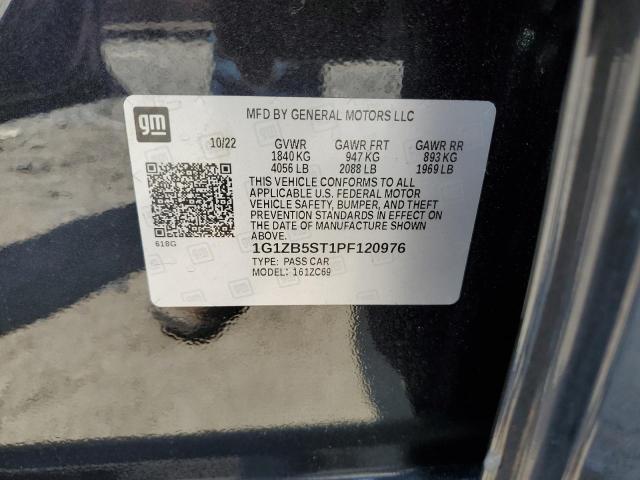 gm
MFD BY GENERAL MOTORS LLC
10/22 GVWR GAWR FRT GAWR RR
1840 KG 947 KG 893 KG
4056 LB 2088 LB 1969 LB
THIS VEHICLE CONFORMS TO ALL
APPLICABLE U.S. FEDERAL MOTOR
VEHICLE SAFETY, BUMPER, AND THEFT
PREVENTION STANDARDS IN EFFECT ON
THE DATE OF MANUFACTURE SHOWN
ABOVE.
618G
1G1ZB5ST1PF120976
TYPE: PASS CAR
MODEL: 161ZC69